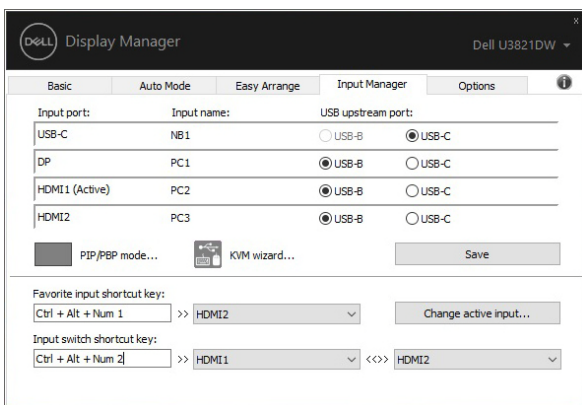 DELL Display Manager
x
Dell U3821DW
Basic Auto Mode Easy Arrange Input Manager Options i
Input port: Input name: USB upstream port:
USB-C NB1 USB-B USB-C
DP PC1 USB-B USB-C
HDMI1 (Active) PC2 USB-B USB-C
HDMI2 PC3 USB-B USB-C
PIP/PBP mode... KVM wizard... Save
Favorite input shortcut key:
Ctrl + Alt + Num 1 >> HDMI2 Change active input...
Input switch shortcut key:
Ctrl + Alt + Num 2 >> HDMI1 <<>> HDMI2